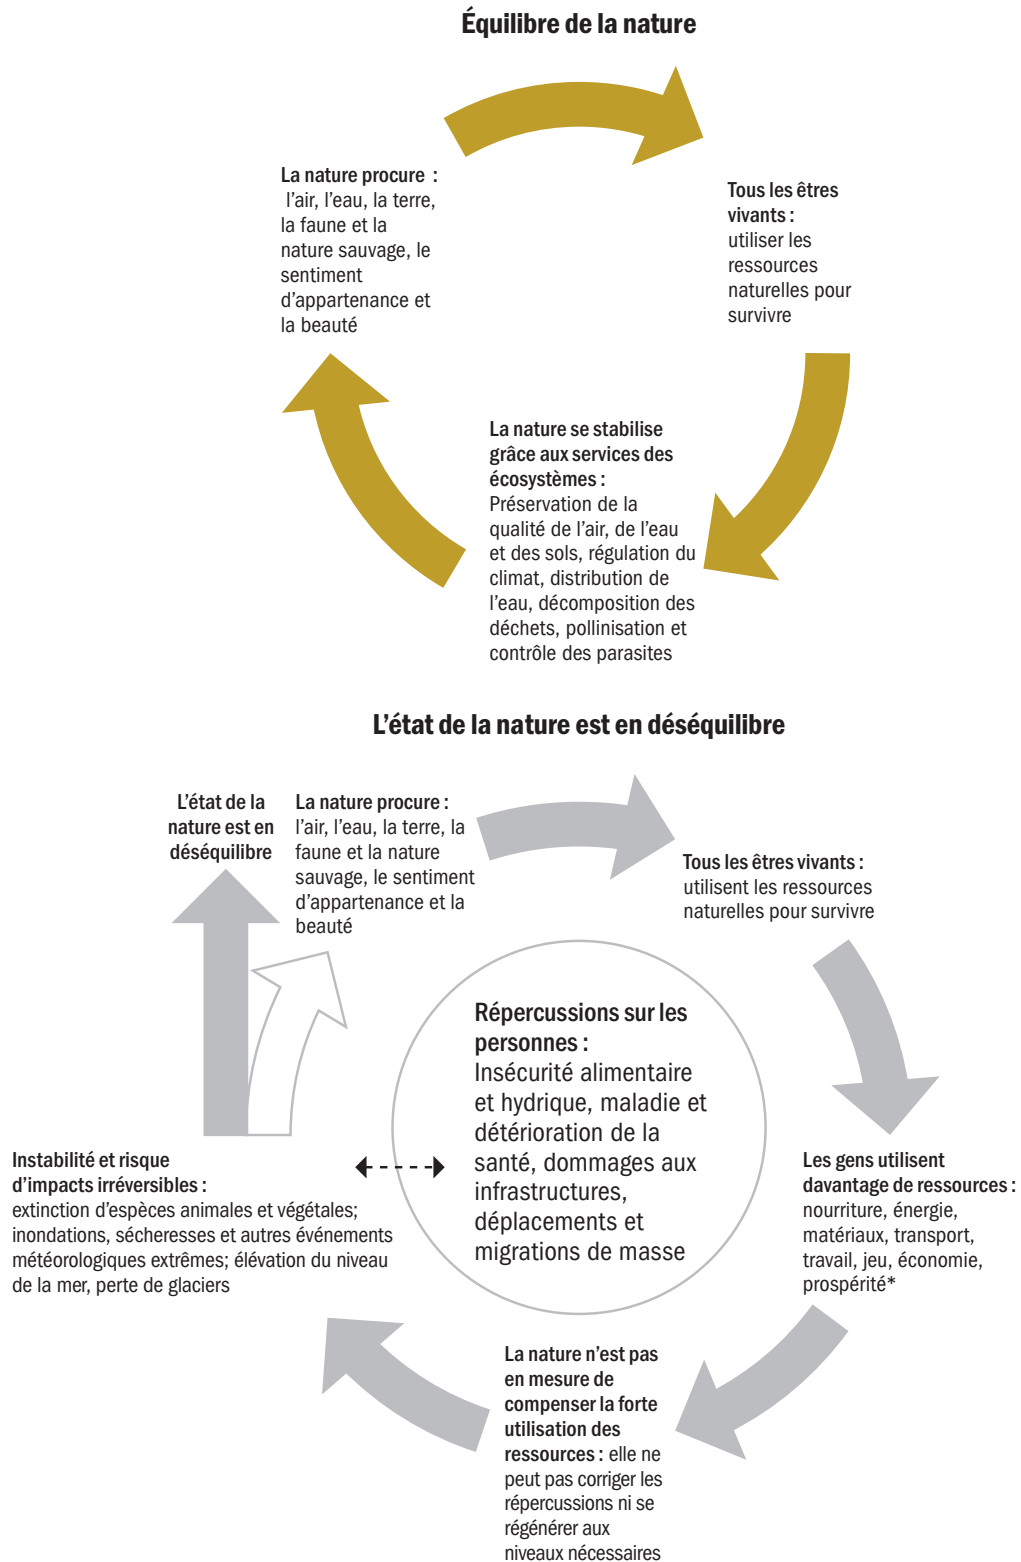 Équilibre de la nature
La nature procure :
l'air, l'eau, la terre,
la faune et la
nature sauvage, le
sentiment
d'appartenance et
la beauté
Tous les êtres
vivants :
utiliser les
ressources
naturelles pour
survivre
La nature se stabilise
grâce aux services des
écosystèmes :
Préservation de la
qualité de l'air, de l'eau
et des sols, régulation du
climat, distribution de
l'eau, décomposition des
déchets, pollinisation et
contrôle des parasites
L'état de la nature est en déséquilibre
L'état de la
nature est en
déséquilibre
La nature procure :
l'air, l'eau, la terre, la
faune et la nature
sauvage, le sentiment
d'appartenance et la
beauté
Tous les êtres vivants :
utilisent les ressources
naturelles pour survivre
Répercussions sur les
personnes :
Insécurité alimentaire
et hydrique, maladie et
détérioration de la
santé, dommages aux
infrastructures,
déplacements et
migrations de masse
Les gens utilisent
davantage de ressources :
nourriture, énergie,
matériaux, transport,
travail, jeu, économie,
prospérité*
La nature n'est pas
en mesure de
compenser la forte
utilisation des
ressources : elle ne
peut pas corriger les
répercussions ni se
régénérer aux
niveaux nécessaires
Instabilité et risque
d'impacts irréversibles :
extinction d'espèces animales et végétales;
inondations, sécheresses et autres événements
météorologiques extrêmes; élévation du niveau
de la mer, perte de glaciers